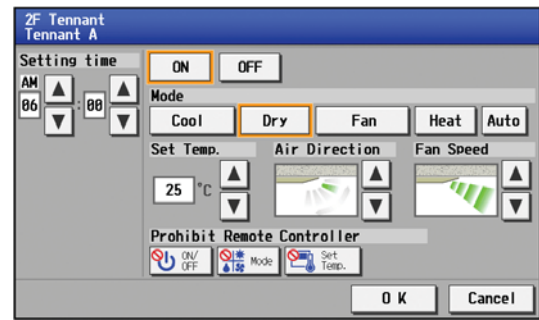 2F Tennant
Tennant A
Setting time
AM
06 : 00
ON OFF
Mode
Cool Dry Fan Heat Auto
Set Temp. Air Direction Fan Speed
25 °C
Prohibit Remote Controller
ON/OFF Mode Set Temp.
OK Cancel